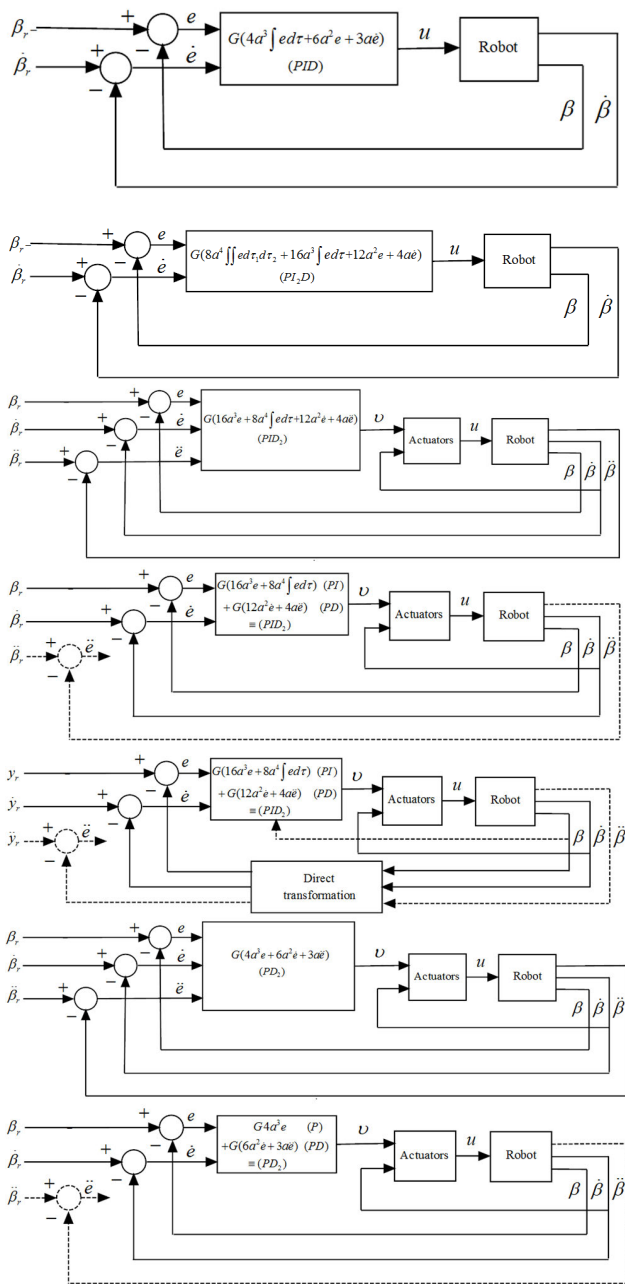 β_r + e G(4a³∫edτ+6a²e+3aė) u Robot
β̇_r + − ė (PID)
− β β̇
β_r + e G(8a⁴∫∫edτ₁dτ₂+16a³∫edτ+12a²e+4aė) u Robot
β̇_r + − ė (PI₂D)
− β β̇
β_r + e G(16a³e+8a⁴∫edτ+12a²ė+4aë) υ Actuators u Robot
β̇_r + − ė (PID₂)
β̈_r + − ë β β̇ β̈
−
β_r + e G(16a³e+8a⁴∫edτ) (PI) υ Actuators u Robot
β̇_r + − ė +G(12a²ė+4aë) (PD)
≡(PID₂)
β̈_r + − ë β β̇ β̈
−
y_r + e G(16a³e+8a⁴∫edτ) (PI) υ Actuators u Robot
ẏ_r + − ė +G(12a²ė+4aë) (PD)
≡(PID₂)
ÿ_r + − ë β β̇ β̈
−
Direct
transformation
β_r + e G(4a³e+6a²ė+3aë) υ Actuators u Robot
β̇_r + − ė (PD₂)
β̈_r + − ë β β̇ β̈
−
β_r + e G4a³e (P) υ Actuators u Robot
β̇_r + − ė +G(6a²ė+3aë) (PD)
≡(PD₂)
β̈_r + − ë β β̇ β̈
−